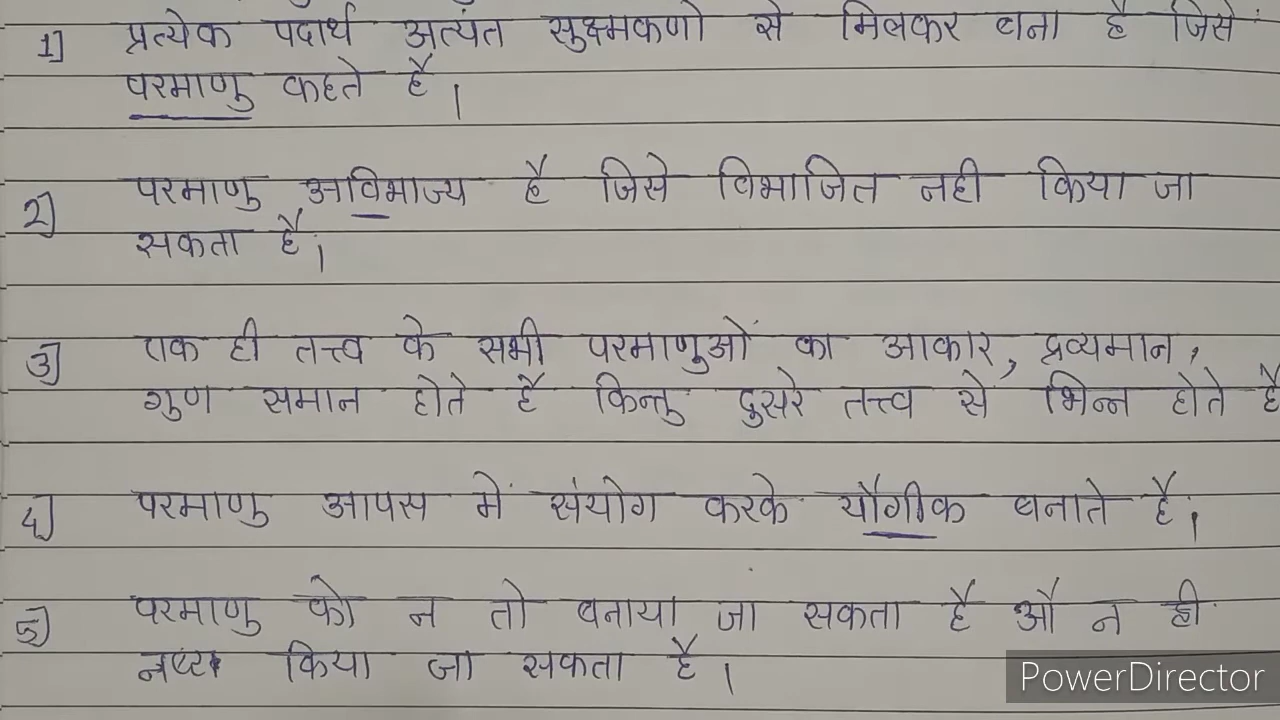 1] प्रत्येक पदार्थ अत्यंत सुक्ष्मकणो से मिलकर बना है जिसे
परमाणु कहते है।
2] परमाणु अविभाज्य है जिसे विभाजित नही किया जा
सकता है।
3] एक ही तत्त्व के सभी परमाणुओं का आकार, द्रव्यमान,
गुण समान होते है किन्तु दुसरे तत्त्व से भिन्न होते है
4] परमाणु आपस में संयोग करके यौगीक बनाते है।
5] परमाणु को न तो बनाया जा सकता है औ न ही
नष्ट किया जा सकता है।
PowerDirector